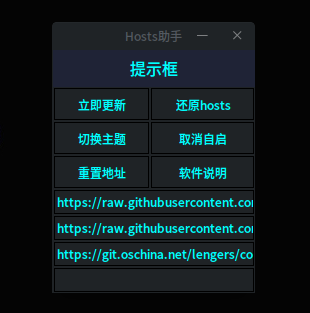 Hosts助手
提示框
立即更新 还原hosts
切换主题 取消自启
重置地址 软件说明
https://raw.githubusercontent.co
https://raw.githubusercontent.co
https://git.oschina.net/lengers/co